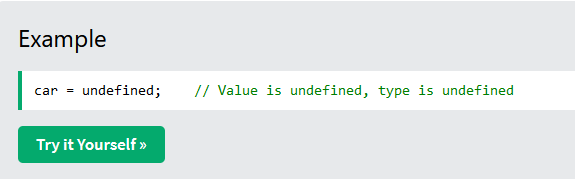 Example
car = undefined;    // Value is undefined, type is undefined
Try it Yourself »